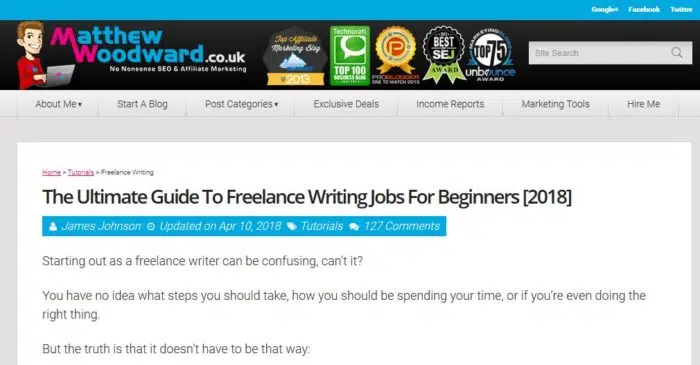 Google+ Facebook Twitter
Matthew
Woodward.co.uk
No Nonsense SEO & Affiliate Marketing
Top Affiliate
Marketing Blog
2013
Technorati
TOP 100
PROBLOGGER
ONE TO WATCH 2013
BEST
SEJ
AWARD
TOP
75
unbounce
AWARD
Site Search
About Me Start A Blog Post Categories Exclusive Deals Income Reports Marketing Tools Hire Me
Home > Tutorials > Freelance Writing
The Ultimate Guide To Freelance Writing Jobs For Beginners [2018]
James Johnson Updated on Apr 10, 2018 Tutorials 127 Comments
Starting out as a freelance writer can be confusing, can't it?
You have no idea what steps you should take, how you should be spending your time, or if you're even doing the
right thing.
But the truth is that it doesn't have to be that way: